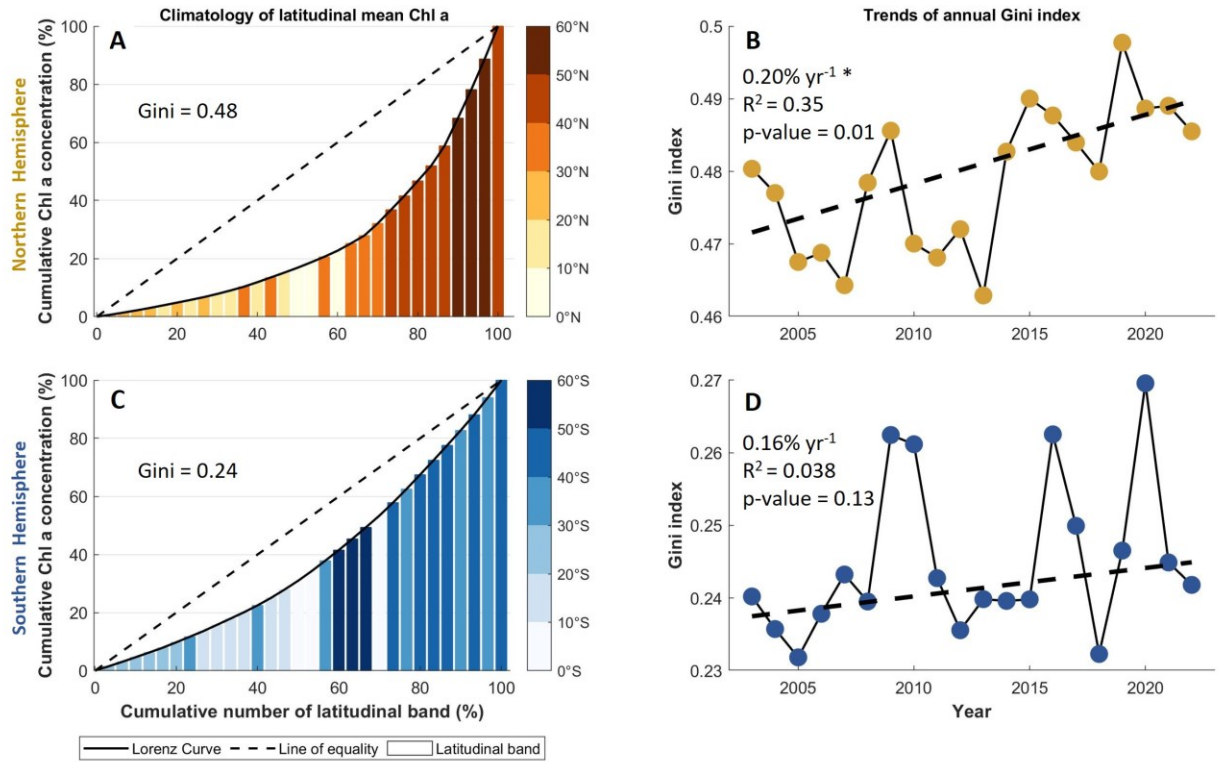 Climatology of latitudinal mean Chl a
Trends of annual Gini index
Northern Hemisphere
Cumulative Chl a concentration (%)
100
80
60
40
20
0
A
Gini = 0.48
0 20 40 60 80 100
60°N
50°N
40°N
30°N
20°N
10°N
0°N
Gini index
0.5
0.49
0.48
0.47
0.46
B
0.20% yr-1 *
R2 = 0.35
p-value = 0.01
2005 2010 2015 2020
Southern Hemisphere
Cumulative Chl a concentration (%)
100
80
60
40
20
0
C
Gini = 0.24
0 20 40 60 80 100
Cumulative number of latitudinal band (%)
60°S
50°S
40°S
30°S
20°S
10°S
0°S
Gini index
0.27
0.26
0.25
0.24
0.23
D
0.16% yr-1
R2 = 0.038
p-value = 0.13
2005 2010 2015 2020
Year
Lorenz Curve Line of equality Latitudinal band